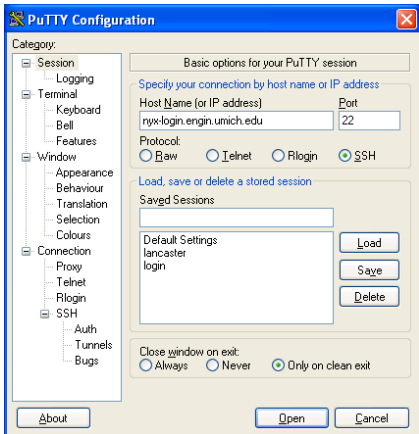 PuTTY Configuration
Category:
Session
Logging
Terminal
Keyboard
Bell
Features
Window
Appearance
Behaviour
Translation
Selection
Colours
Connection
Proxy
Telnet
Rlogin
SSH
Auth
Tunnels
Bugs
Basic options for your PuTTY session
Specify your connection by host name or IP address
Host Name (or IP address) Port
nyx-login.engin.umich.edu 22
Protocol:
Raw Telnet Rlogin SSH
Load, save or delete a stored session
Saved Sessions
Default Settings
lancaster
login
Load
Save
Delete
Close window on exit:
Always Never Only on clean exit
About Open Cancel